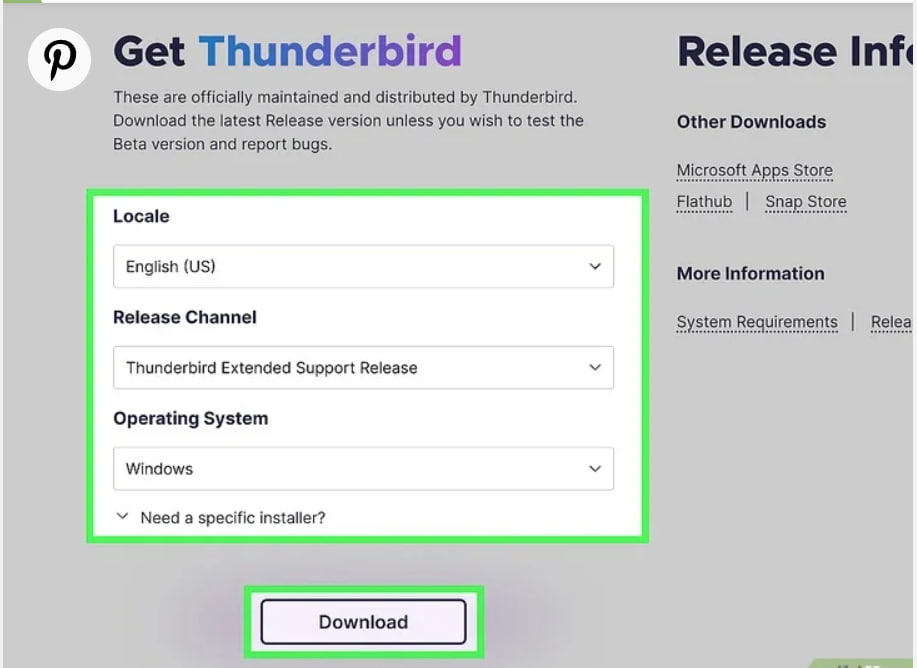 Get Thunderbird
These are officially maintained and distributed by Thunderbird.
Download the latest Release version unless you wish to test the
Beta version and report bugs.
Locale
English (US)
Release Channel
Thunderbird Extended Support Release
Operating System
Windows
Need a specific installer?
Download
Release Inf
Other Downloads
Microsoft Apps Store
Flathub | Snap Store
More Information
System Requirements | Relea